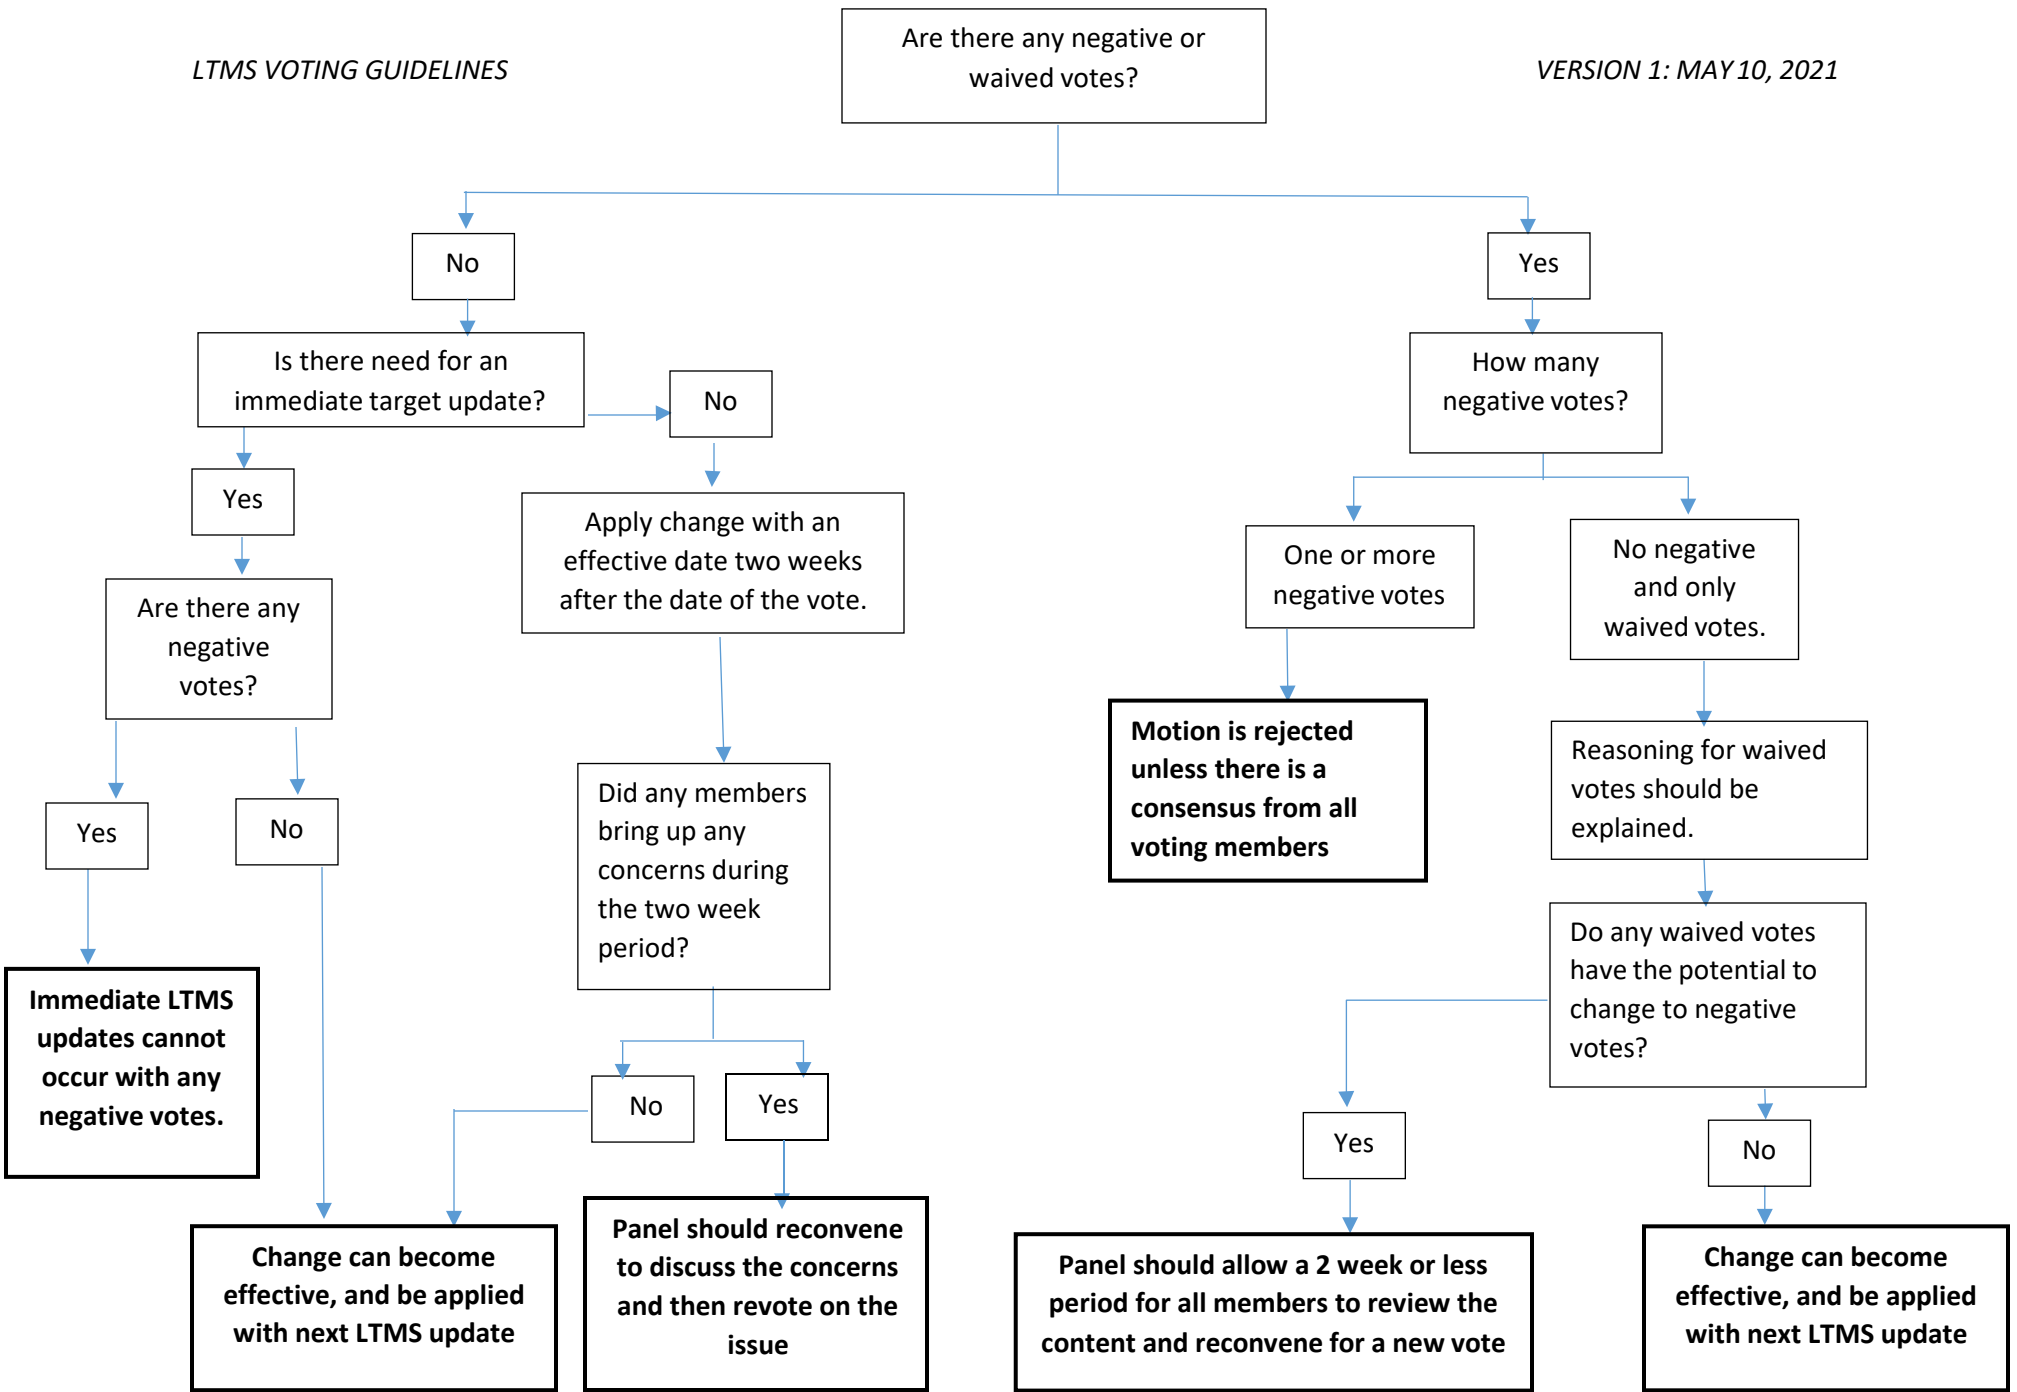 Are there any negative or
waived votes?
LTMS VOTING GUIDELINES
VERSION 1: MAY 10, 2021
No
Yes
Is there need for an
immediate target update?
No
How many
negative votes?
Yes
Apply change with an
effective date two weeks
after the date of the vote.
One or more
negative votes
No negative
and only
waived votes.
Are there any
negative
votes?
Motion is rejected
unless there is a
consensus from all
voting members
Reasoning for waived
votes should be
explained.
Did any members
bring up any
concerns during
the two week
period?
Yes
No
Do any waived votes
have the potential to
change to negative
votes?
Immediate LTMS
updates cannot
occur with any
negative votes.
No
Yes
Yes
No
Change can become
effective, and be applied
with next LTMS update
Panel should reconvene
to discuss the concerns
and then revote on the
issue
Panel should allow a 2 week or less
period for all members to review the
content and reconvene for a new vote
Change can become
effective, and be applied
with next LTMS update